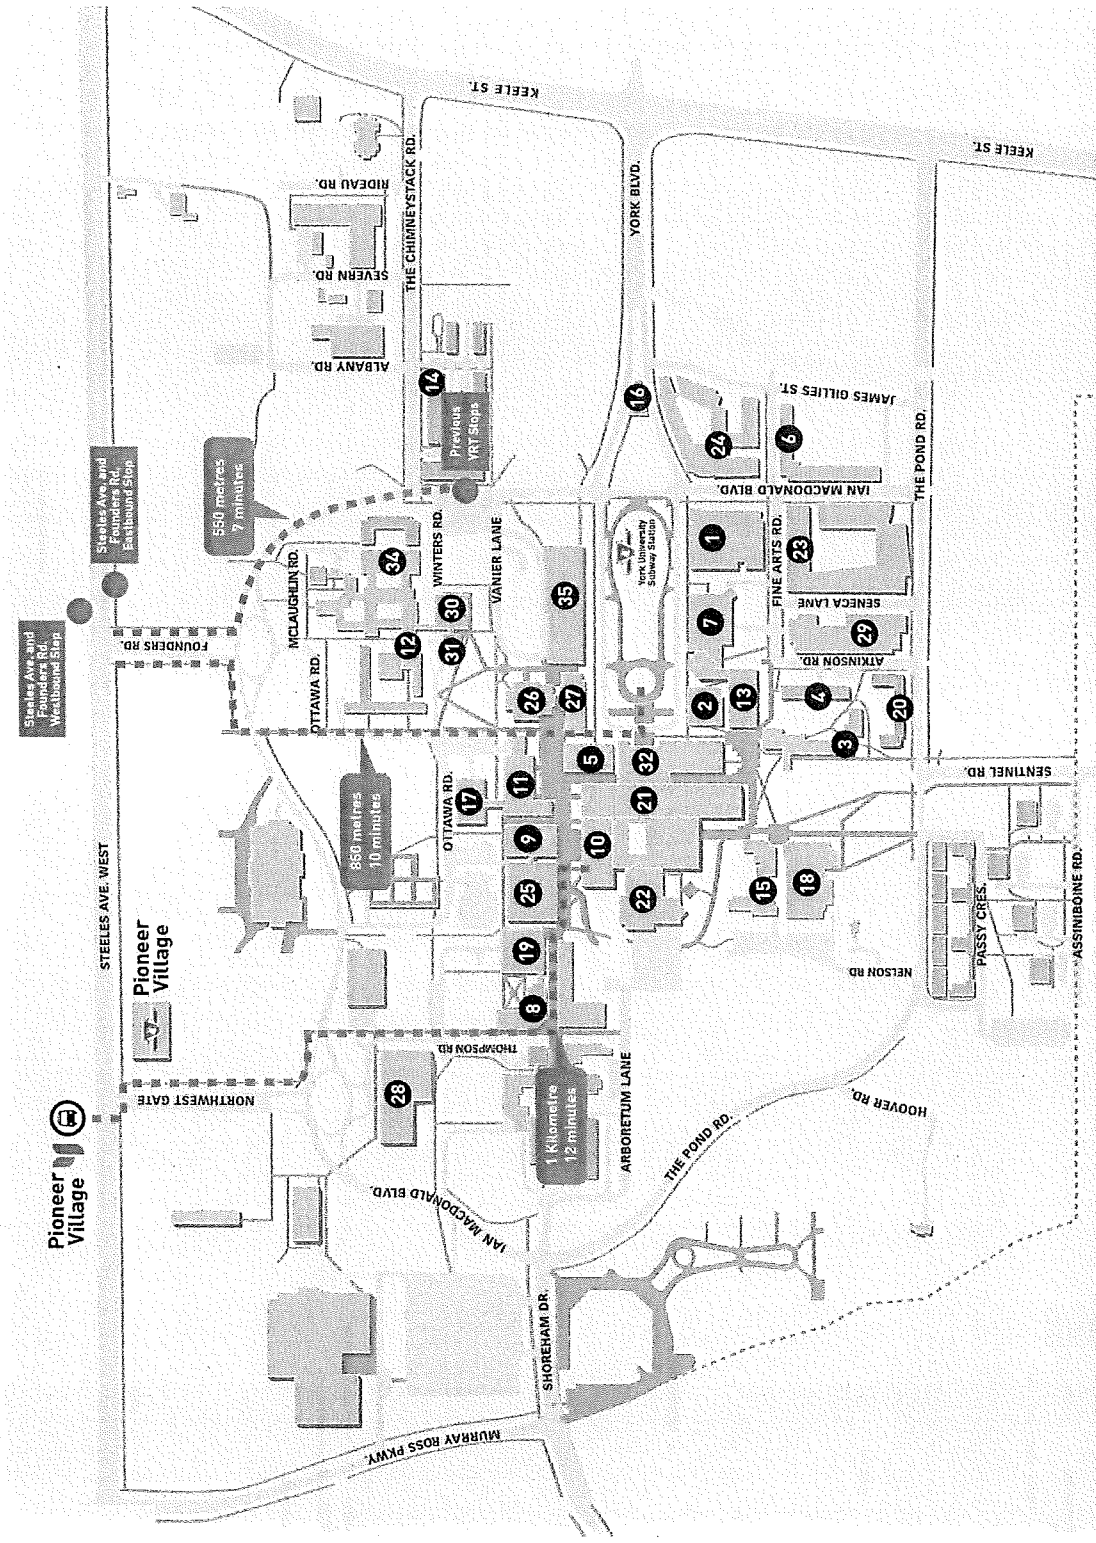 Pioneer
Village
Pioneer
Village
STEELES AVE. WEST
Steeles Ave. and
Founders Rd.
Westbound Stop
Steeles Ave. and
Founders Rd.
Eastbound Stop
MURRAY ROSS PKWY.
NORTHWEST GATE
FOUNDERS RD.
550 metres
7 minutes
850 metres
10 minutes
1 Kilometre
12 minutes
MCLAUGHLIN RD.
OTTAWA RD.
OTTAWA RD.
ALBANY RD.
SEVERN RD.
RIDEAU RD.
THE CHIMNEYSTACK RD.
KEELE ST.
KEELE ST.
Previous
YRT Stops
WINTERS RD.
VANIER LANE
THOMPSON RD.
IAN MACDONALD BLVD.
SHOREHAM DR.
ARBORETUM LANE
THE POND RD.
HOOVER RD.
YORK BLVD.
York University
Subway Station
IAN MACDONALD BLVD.
FINE ARTS RD.
JAMES GILLIES ST.
SENECA LANE
ATKINSON RD.
THE POND RD.
NELSON RD
SENTINEL RD.
PASSY CRES.
ASSINIBOINE RD.
28
8
19
25
9
11
17
26
27
31
30
12
34
14
35
5
32
21
10
22
15
18
2
13
7
1
16
24
6
23
29
4
3
20